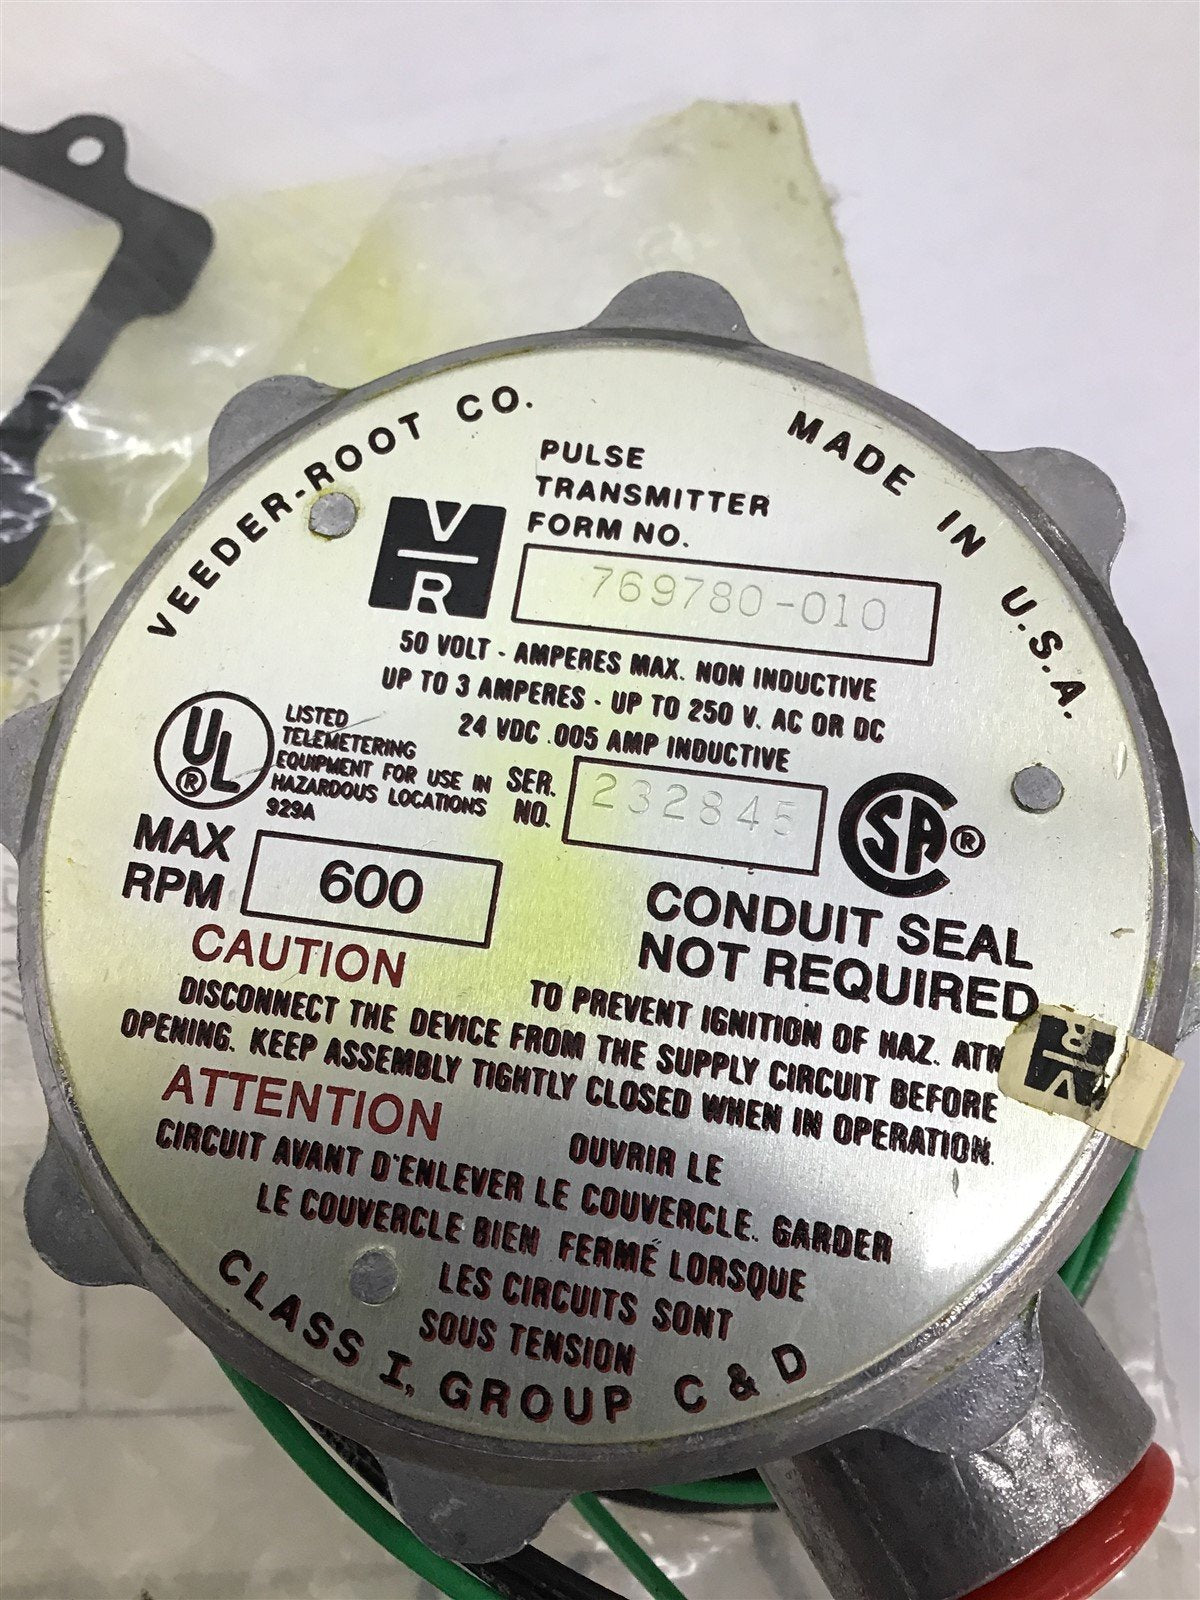 VEEDER-ROOT CO.
MADE IN U.S.A.
PULSE
TRANSMITTER
FORM NO.
769780-010
V
R
50 VOLT - AMPERES MAX. NON INDUCTIVE
UP TO 3 AMPERES - UP TO 250 V. AC OR DC
24 VDC .005 AMP INDUCTIVE
UL ®
LISTED
TELEMETERING
EQUIPMENT FOR USE IN
HAZARDOUS LOCATIONS
929A
SER.
NO.
232845
CSA ®
MAX
RPM
600
CONDUIT SEAL
NOT REQUIRED
CAUTION
TO PREVENT IGNITION OF HAZ.
DISCONNECT THE DEVICE FROM THE SUPPLY CIRCUIT BEFORE
OPENING. KEEP ASSEMBLY TIGHTLY CLOSED WHEN IN OPERATION.
V
R
ATTENTION
OUVRIR LE
CIRCUIT AVANT D'ENLEVER LE COUVERCLE. GARDER
LE COUVERCLE BIEN FERME LORSQUE
LES CIRCUITS SONT
SOUS TENSION
CLASS I, GROUP C & D